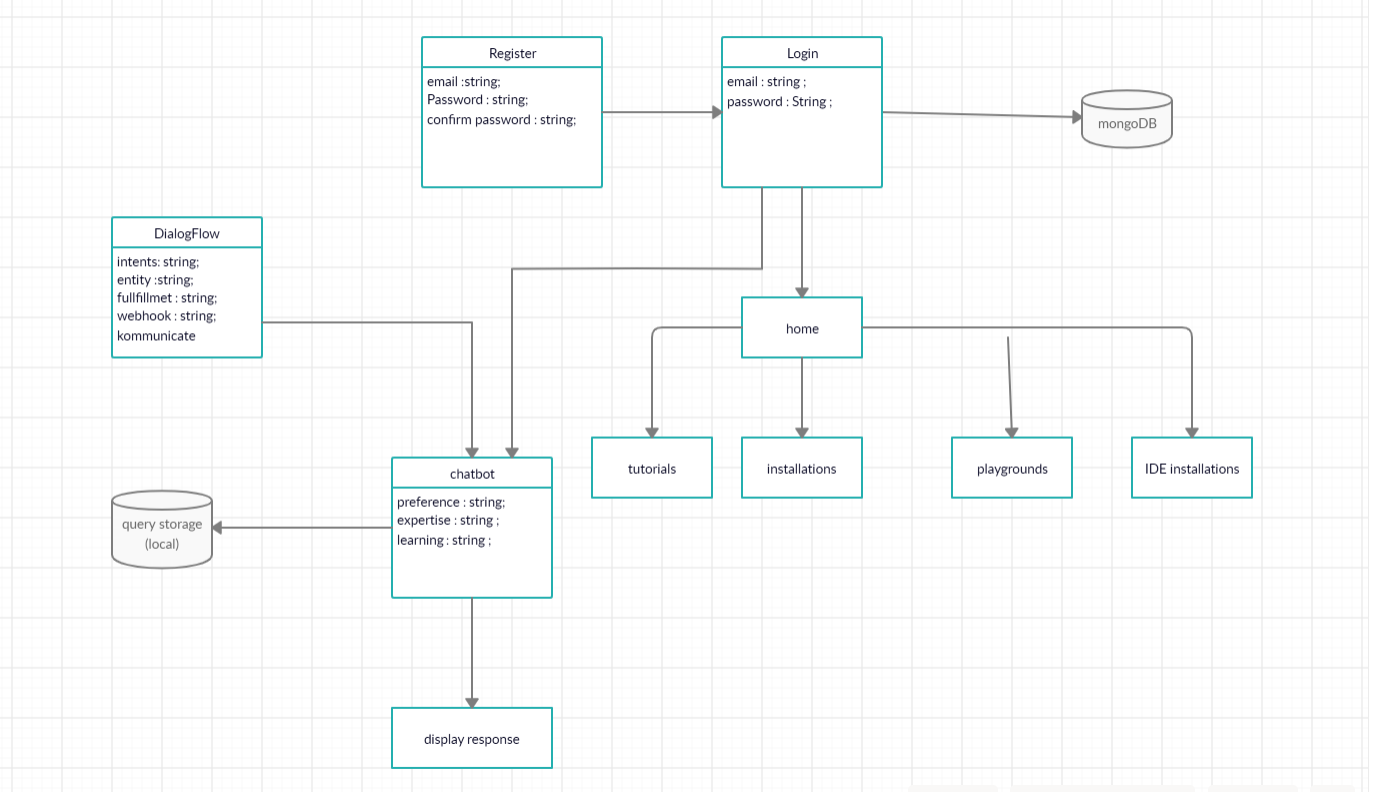 Register
email :string;
Password : string;
confirm password : string;
Login
email : string ;
password : String ;
mongoDB
DialogFlow
intents: string;
entity :string;
fullfillmet : string;
webhook : string;
kommunicate
home
tutorials
installations
playgrounds
IDE installations
chatbot
preference : string;
expertise : string ;
learning : string ;
query storage
(local)
display response